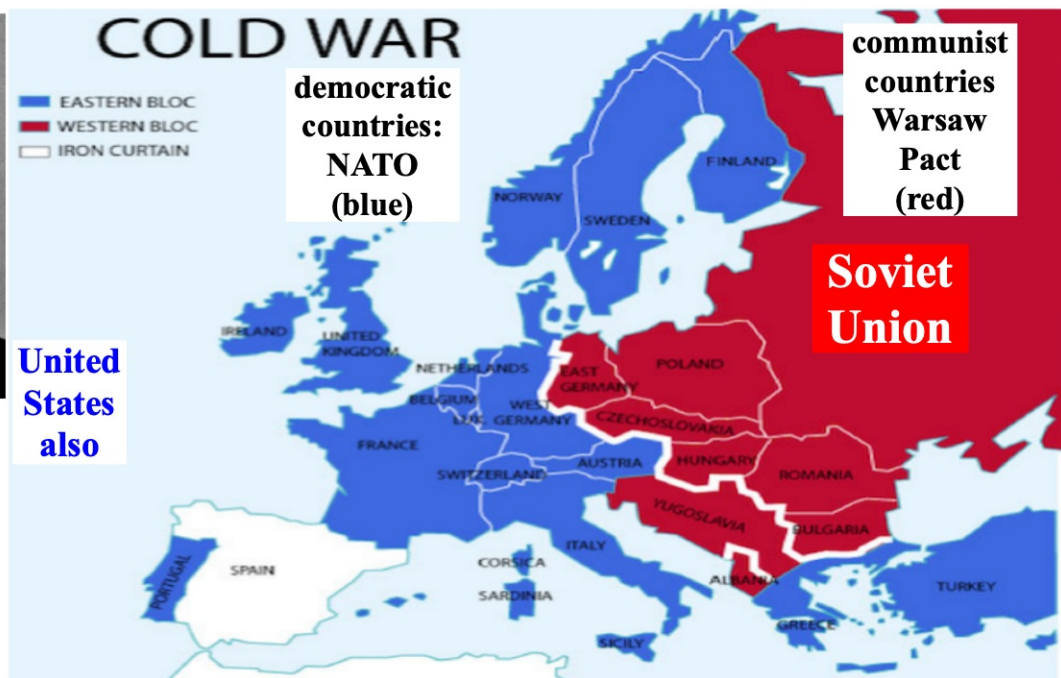 COLD WAR
EASTERN BLOC
WESTERN BLOC
IRON CURTAIN
democratic
countries:
NATO
(blue)
communist
countries
Warsaw
Pact
(red)
Soviet
Union
United
States
also
FINLAND
NORWAY
SWEDEN
IRELAND
UNITED
KINGDOM
NETHERLANDS
BELGIUM
LUX.
WEST
GERMANY
EAST
GERMANY
POLAND
CZECHOSLOVAKIA
FRANCE
SWITZERLAND
AUSTRIA
HUNGARY
ROMANIA
YUGOSLAVIA
BULGARIA
ITALY
CORSICA
SARDINIA
SICILY
ALBANIA
GREECE
TURKEY
PORTUGAL
SPAIN